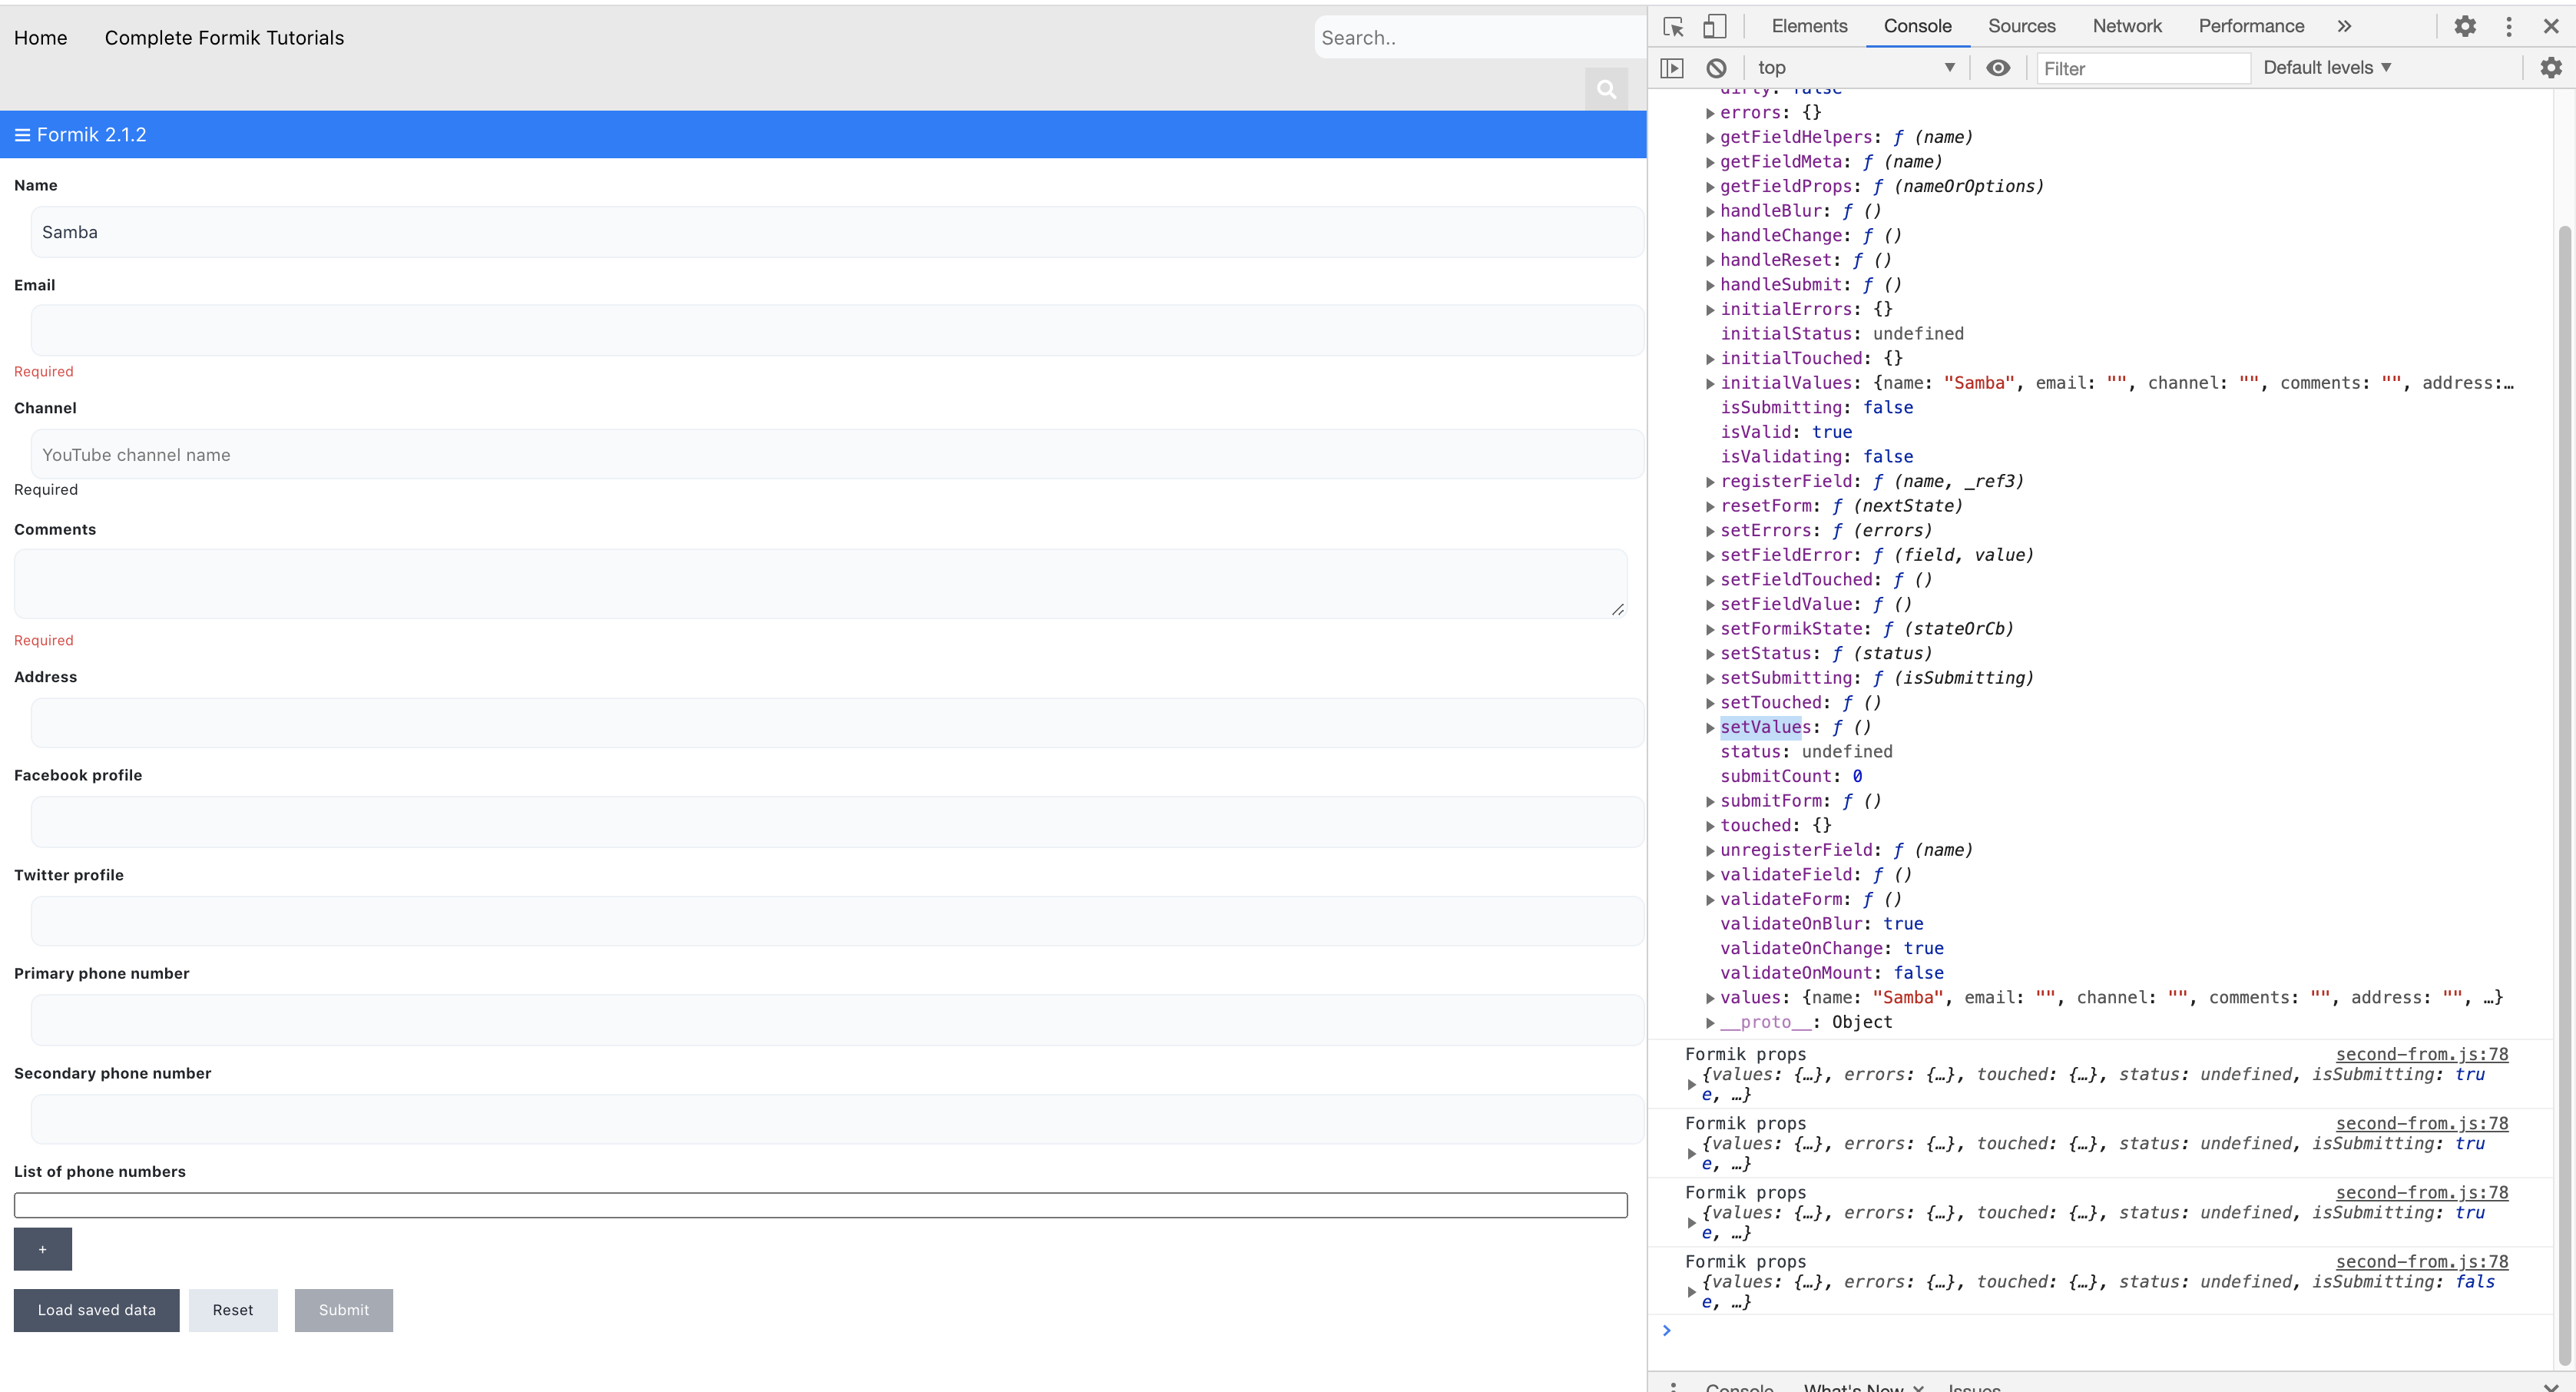 Home Complete Formik Tutorials Search..
Formik 2.1.2
Name
Samba
Email
Required
Channel
YouTube channel name
Required
Comments
Required
Address
Facebook profile
Twitter profile
Primary phone number
Secondary phone number
List of phone numbers
+
Load saved data Reset Submit
Elements Console Sources Network Performance
top Filter Default levels ▼
dirty: false
errors: {}
getFieldHelpers: ƒ (name)
getFieldMeta: ƒ (name)
getFieldProps: ƒ (nameOrOptions)
handleBlur: ƒ ()
handleChange: ƒ ()
handleReset: ƒ ()
handleSubmit: ƒ ()
initialErrors: {}
initialStatus: undefined
initialTouched: {}
initialValues: {name: "Samba", email: "", channel: "", comments: "", address:…
isSubmitting: false
isValid: true
isValidating: false
registerField: ƒ (name, _ref3)
resetForm: ƒ (nextState)
setErrors: ƒ (errors)
setFieldError: ƒ (field, value)
setFieldTouched: ƒ ()
setFieldValue: ƒ ()
setFormikState: ƒ (stateOrCb)
setStatus: ƒ (status)
setSubmitting: ƒ (isSubmitting)
setTouched: ƒ ()
setValues: ƒ ()
status: undefined
submitCount: 0
submitForm: ƒ ()
touched: {}
unregisterField: ƒ (name)
validateField: ƒ ()
validateForm: ƒ ()
validateOnBlur: true
validateOnChange: true
validateOnMount: false
values: {name: "Samba", email: "", channel: "", comments: "", address: "", …}
__proto__: Object
Formik props second-from.js:78
{values: {…}, errors: {…}, touched: {…}, status: undefined, isSubmitting: tru
e, …}
Formik props second-from.js:78
{values: {…}, errors: {…}, touched: {…}, status: undefined, isSubmitting: tru
e, …}
Formik props second-from.js:78
{values: {…}, errors: {…}, touched: {…}, status: undefined, isSubmitting: tru
e, …}
Formik props second-from.js:78
{values: {…}, errors: {…}, touched: {…}, status: undefined, isSubmitting: fals
e, …}
Console What's New Issues